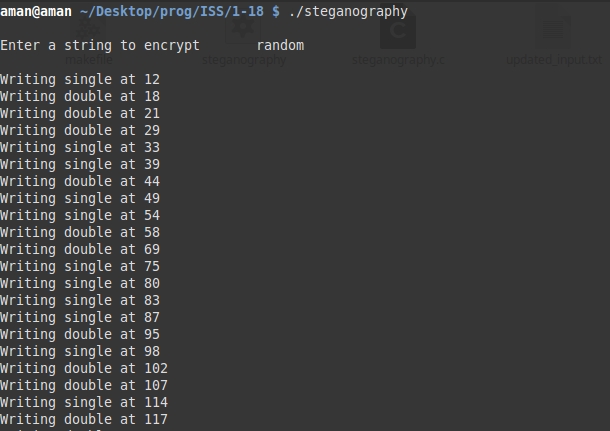 aman@aman ~/Desktop/prog/ISS/1-18 $ ./steganography
Enter a string to encrypt       random
makefile steganography steganography.c updated_input.txt
Writing single at 12
Writing double at 18
Writing double at 21
Writing double at 29
Writing single at 33
Writing single at 39
Writing double at 44
Writing single at 49
Writing single at 54
Writing double at 58
Writing double at 69
Writing single at 75
Writing single at 80
Writing single at 83
Writing single at 87
Writing double at 95
Writing single at 98
Writing double at 102
Writing double at 107
Writing single at 114
Writing double at 117